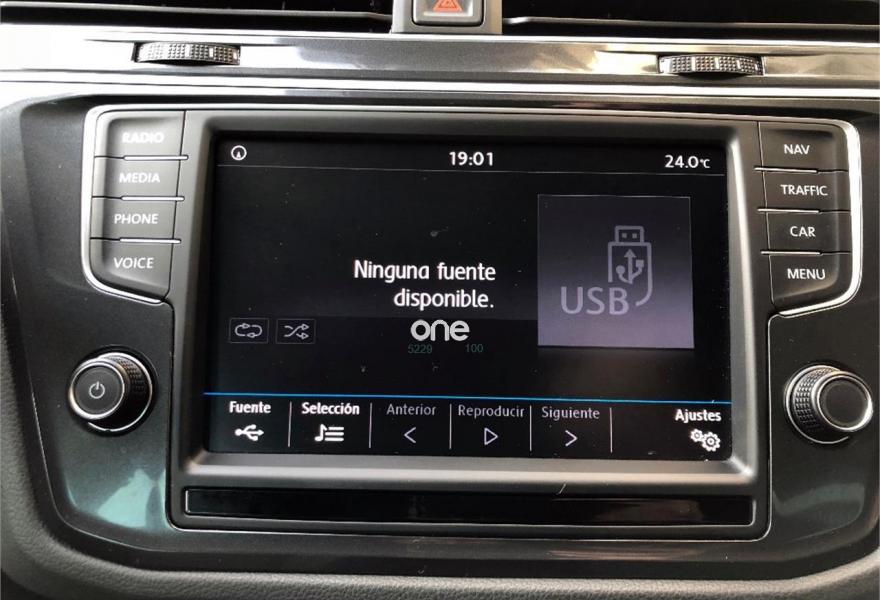 RADIO
MEDIA
PHONE
VOICE
19:01
24.0°C
Ninguna fuente
disponible.
USB
one
5229 100
Fuente Selección Anterior Reproducir Siguiente Ajustes
NAV
TRAFFIC
CAR
MENU